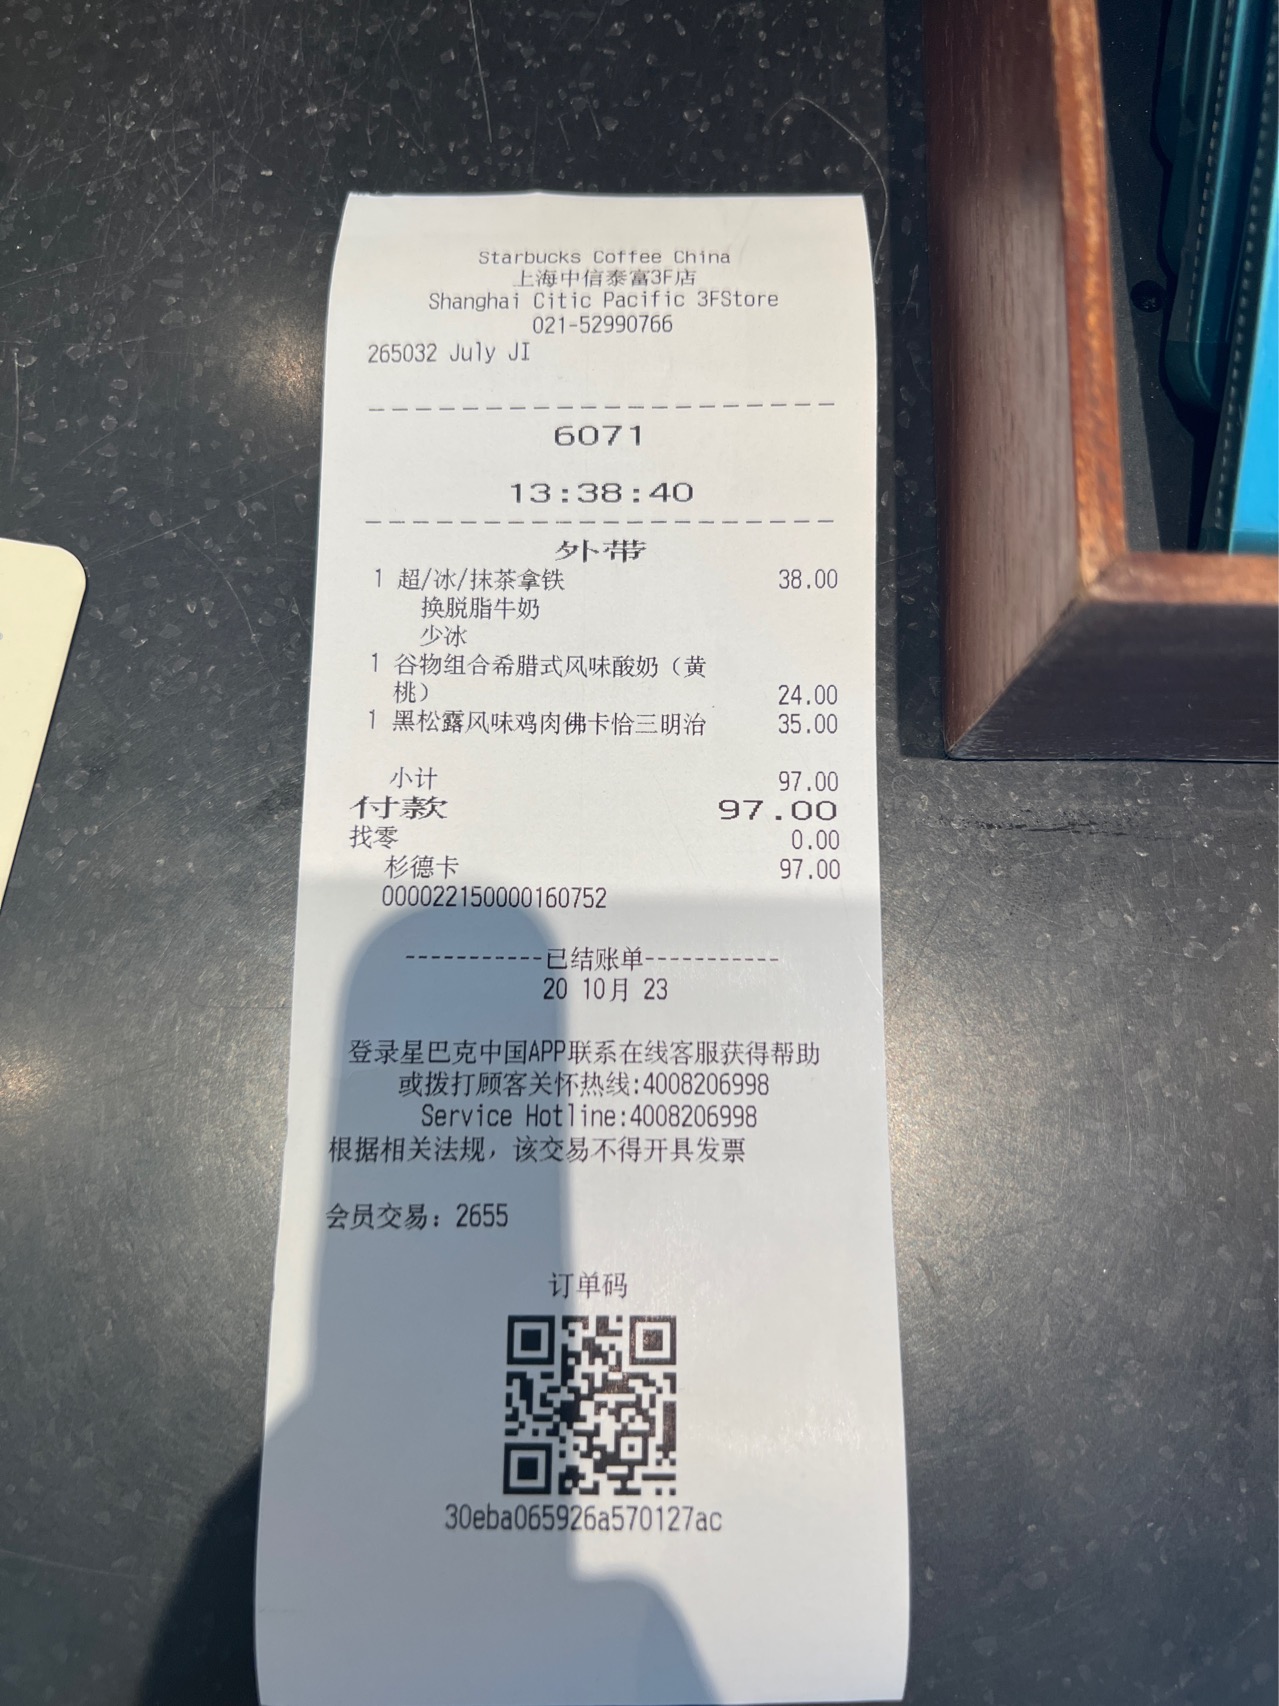 Starbucks Coffee China
上海中信泰富3F店
Shanghai Citic Pacific 3FStore
021-52990766
265032 July JI
6071
13:38:40
外带
1 超/冰/抹茶拿铁 38.00
换脱脂牛奶
少冰
1 谷物组合希腊式风味酸奶（黄
桃） 24.00
1 黑松露风味鸡肉佛卡恰三明治 35.00
小计 97.00
付款 97.00
找零 0.00
杉德卡 97.00
000022150000160752
-----------已结账单-----------
20 10月 23
登录星巴克中国APP联系在线客服获得帮助
或拨打顾客关怀热线:4008206998
Service Hotline:4008206998
根据相关法规，该交易不得开具发票
会员交易：2655
订单码
30eba065926a570127ac